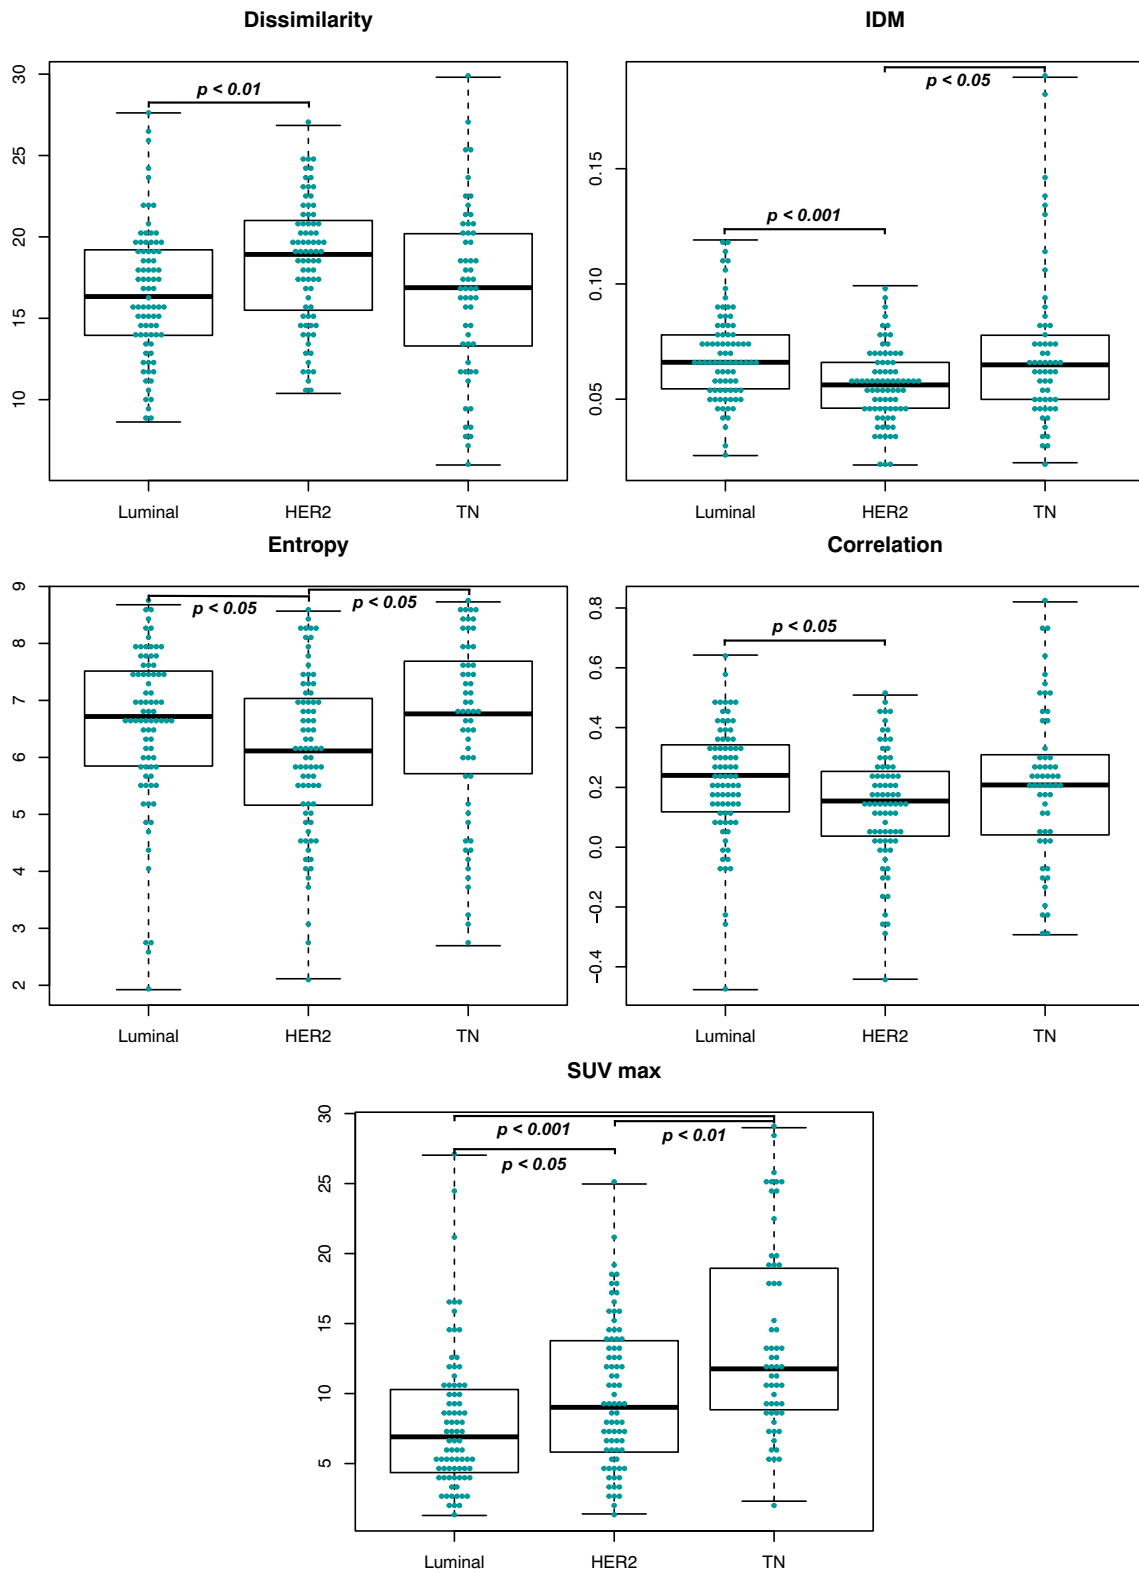 Dissimilarity
30
25
20
15
10
p < 0.01
Luminal HER2 TN
IDM
0.15
0.10
0.05
p < 0.05
p < 0.001
Luminal HER2 TN
Entropy
9
8
7
6
5
4
3
2
p < 0.05 p < 0.05
Luminal HER2 TN
Correlation
0.8
0.6
0.4
0.2
0.0
−0.2
−0.4
p < 0.05
Luminal HER2 TN
SUV max
30
25
20
15
10
5
p < 0.001 p < 0.01
p < 0.05
Luminal HER2 TN